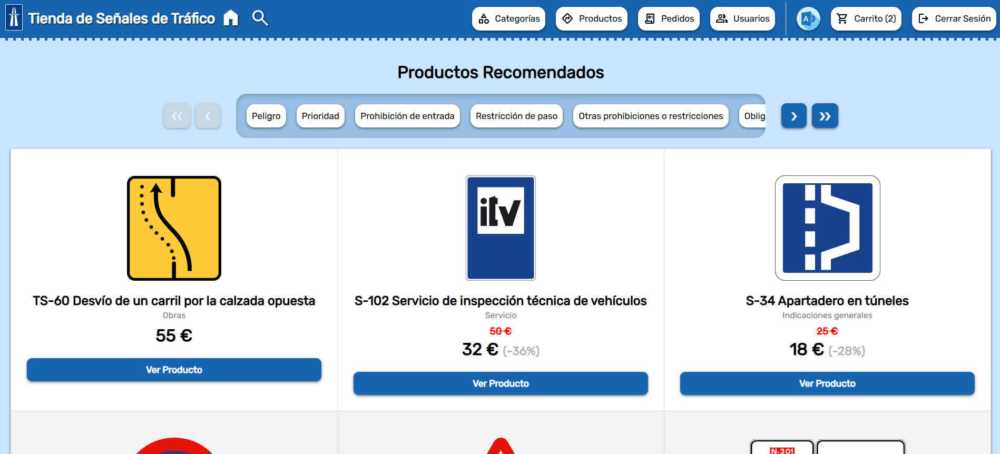 Tienda de Señales de Tráfico
Categorías
Productos
Pedidos
Usuarios
A
Carrito (2)
Cerrar Sesión
Productos Recomendados
Peligro
Prioridad
Prohibición de entrada
Restricción de paso
Otras prohibiciones o restricciones
Oblig
itv
TS-60 Desvío de un carril por la calzada opuesta
Obras
55 €
Ver Producto
S-102 Servicio de inspección técnica de vehículos
Servicio
50 €
32 € (-36%)
Ver Producto
S-34 Apartadero en túneles
Indicaciones generales
25 €
18 € (-28%)
Ver Producto
N-301